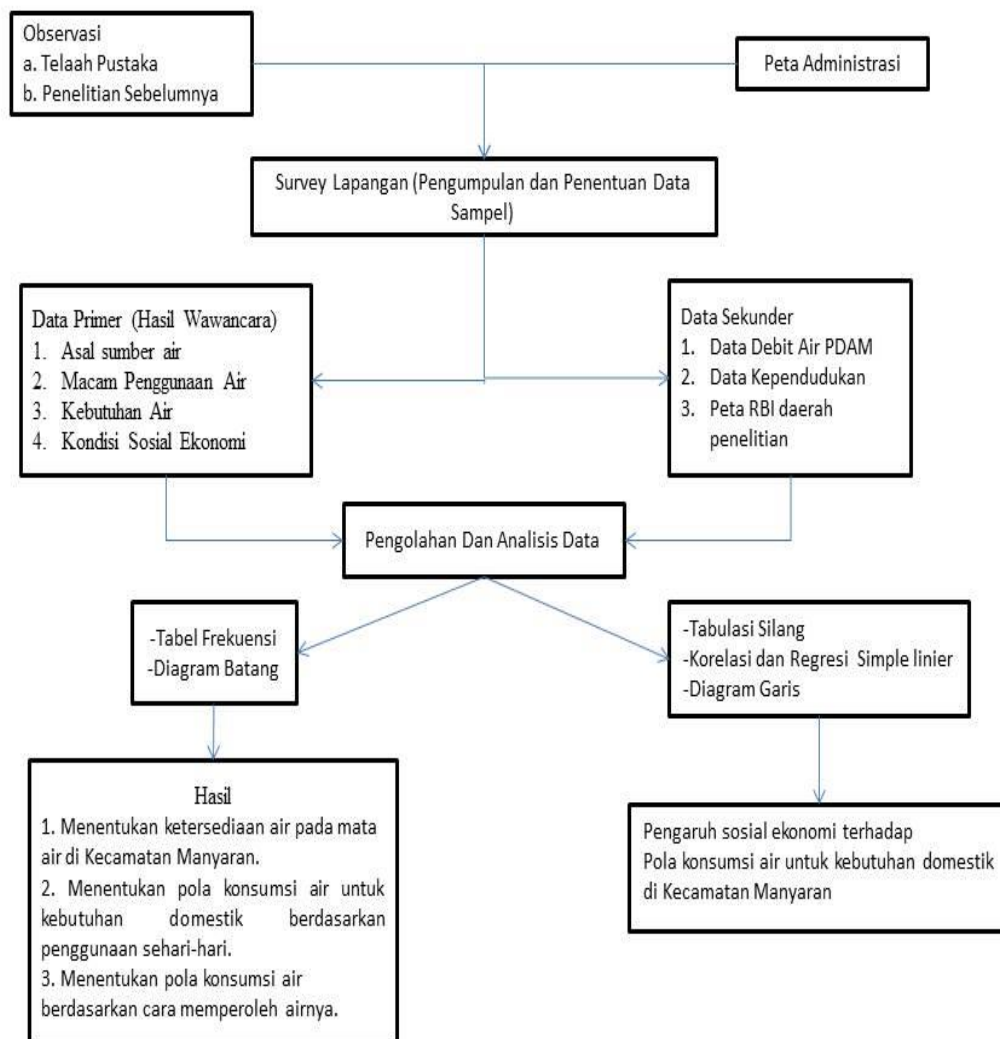 Observasi
a. Telaah Pustaka
b. Penelitian Sebelumnya
Peta Administrasi
Survey Lapangan (Pengumpulan dan Penentuan Data
Sampel)
Data Primer (Hasil Wawancara)
1. Asal sumber air
2. Macam Penggunaan Air
3. Kebutuhan Air
4. Kondisi Sosial Ekonomi
Data Sekunder
1. Data Debit Air PDAM
2. Data Kependudukan
3. Peta RBI daerah
penelitian
Pengolahan Dan Analisis Data
-Tabel Frekuensi
-Diagram Batang
-Tabulasi Silang
-Korelasi dan Regresi Simple linier
-Diagram Garis
Hasil
1. Menentukan ketersediaan air pada mata
air di Kecamatan Manyaran.
2. Menentukan pola konsumsi air untuk
kebutuhan domestik berdasarkan
penggunaan sehari-hari.
3. Menentukan pola konsumsi air
berdasarkan cara memperoleh airnya.
Pengaruh sosial ekonomi terhadap
Pola konsumsi air untuk kebutuhan domestik
di Kecamatan Manyaran